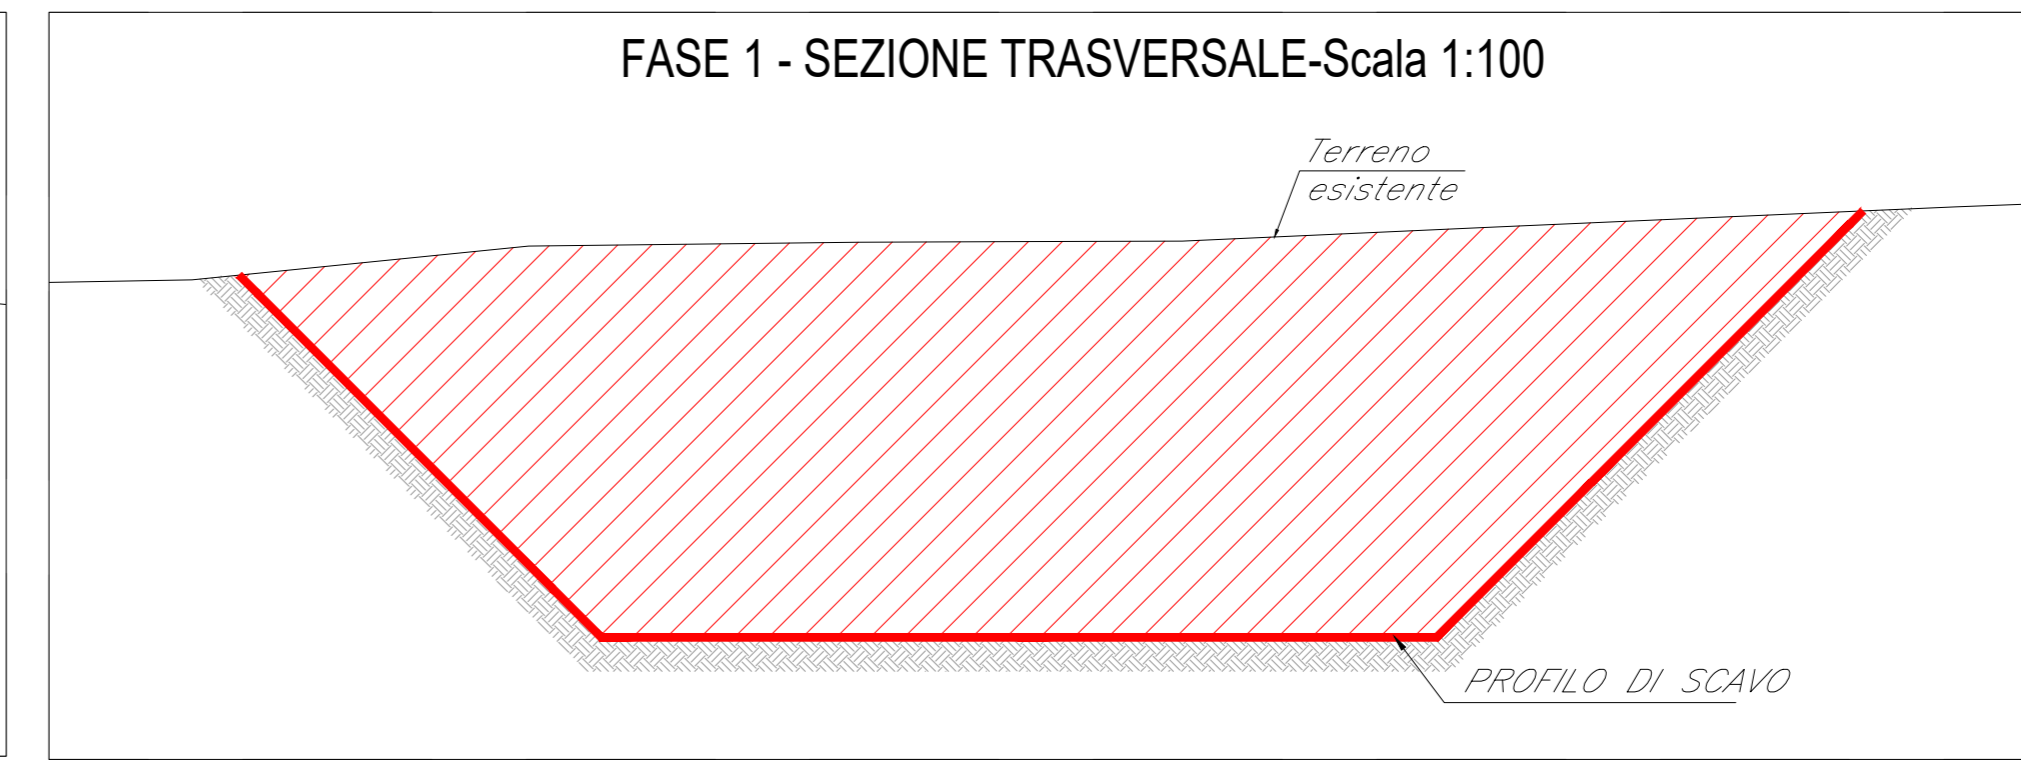 FASE 1 - SEZIONE TRASVERSALE-Scala 1:100
Terreno
esistente
PROFILO DI SCAVO